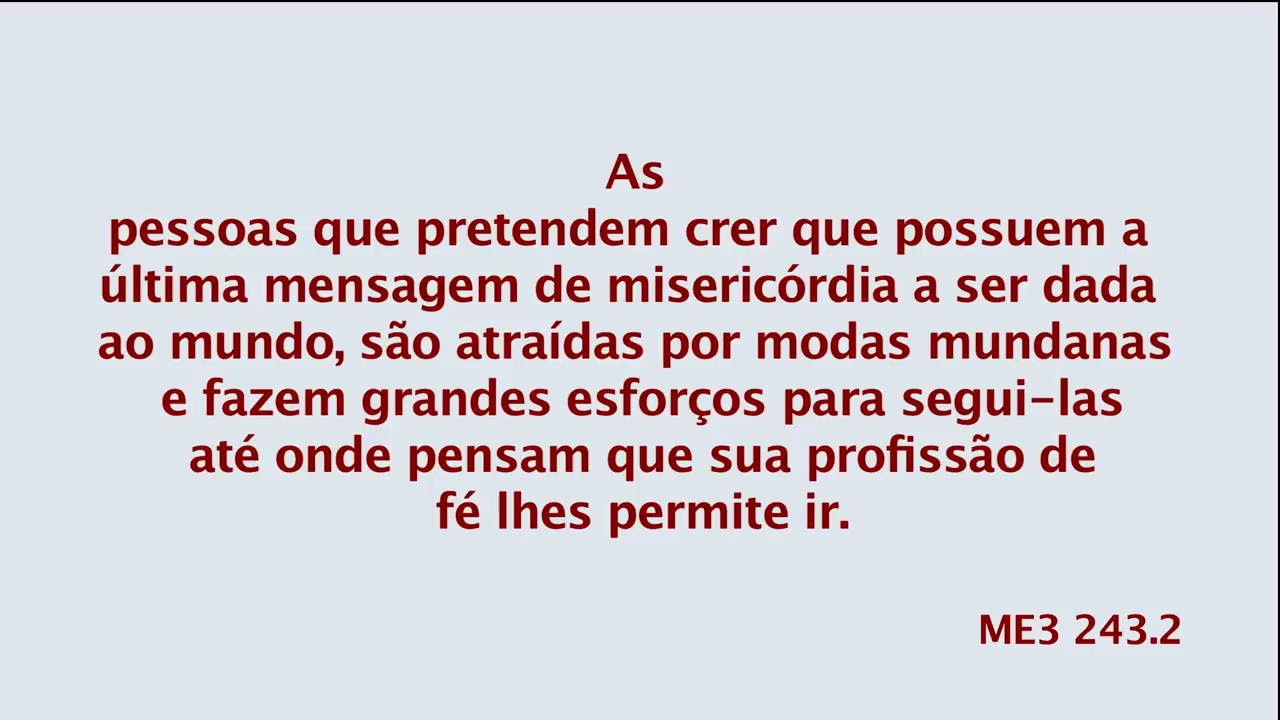 As
pessoas que pretendem crer que possuem a
última mensagem de misericórdia a ser dada
ao mundo, são atraídas por modas mundanas
e fazem grandes esforços para segui-las
até onde pensam que sua profissão de
fé lhes permite ir.
ME3 243.2